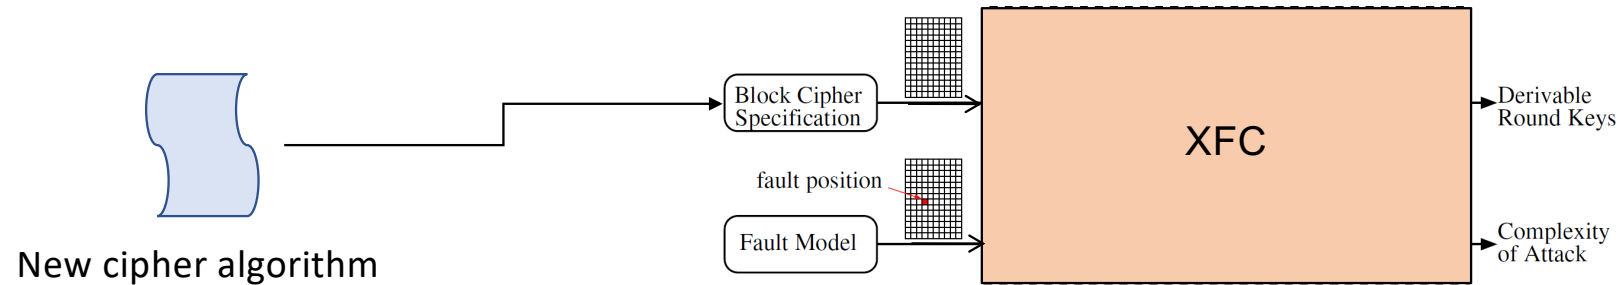 New cipher algorithm
Block Cipher
Specification
fault position
Fault Model
XFC
Derivable
Round Keys
Complexity
of Attack